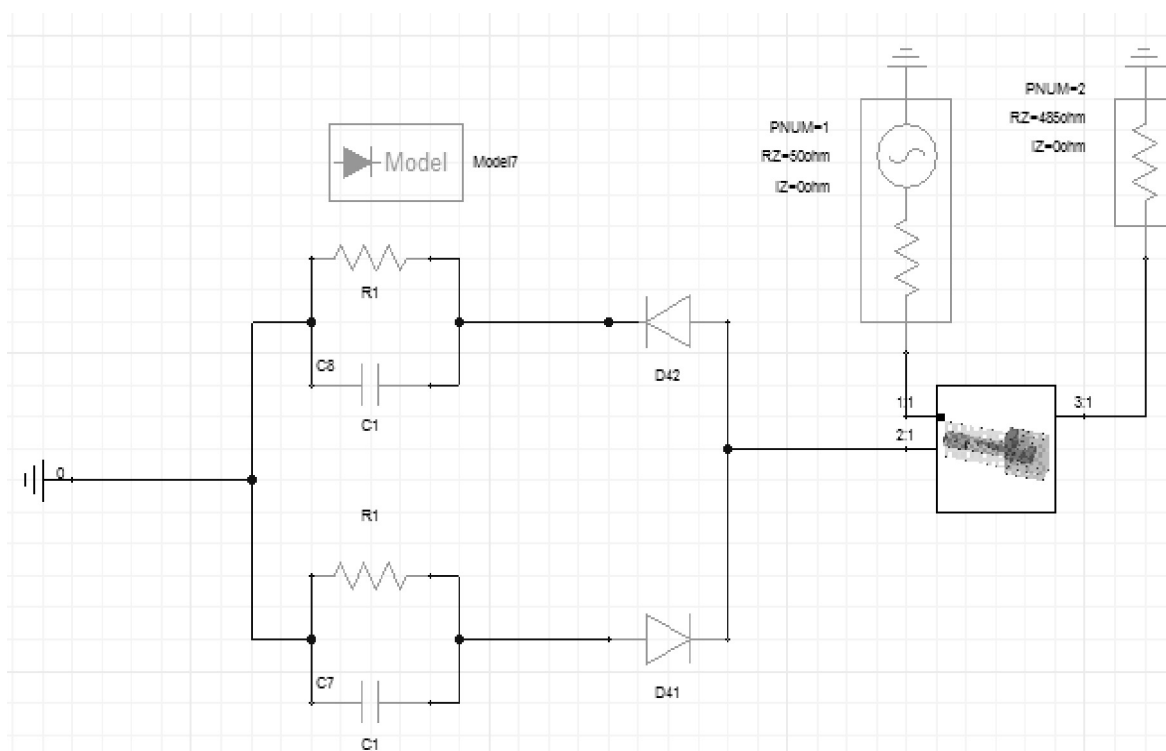 PNUM=1
RZ=50ohm
IZ=0ohm
PNUM=2
RZ=485ohm
IZ=0ohm
Model
Model7
R1
C8
C1
D42
1:1
2:1
3:1
0
R1
C7
C1
D41